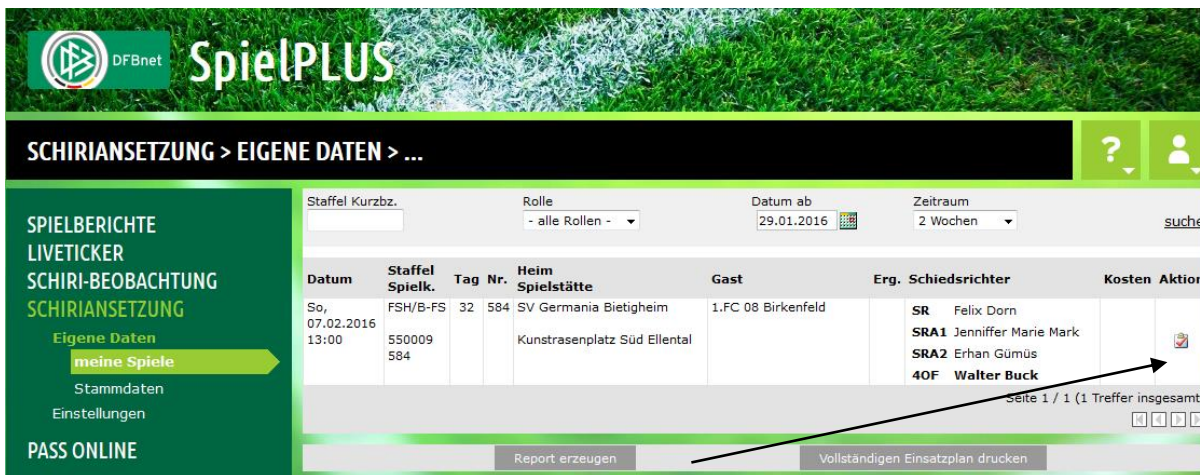 DFBnet
SpielPLUS
SCHIRIANSETZUNG > EIGENE DATEN > ...
?
SPIELBERICHTE
LIVETICKER
SCHIRI-BEOBACHTUNG
SCHIRIANSETZUNG
Eigene Daten
meine Spiele
Stammdaten
Einstellungen
PASS ONLINE
Staffel Kurzbz. Rolle Datum ab Zeitraum
- alle Rollen - 29.01.2016 2 Wochen suche
Datum Staffel Spielk. Tag Nr. Heim Spielstätte Gast Erg. Schiedsrichter Kosten Aktion
So, FSH/B-FS 32 584 SV Germania Bietigheim 1.FC 08 Birkenfeld SR Felix Dorn
07.02.2016 SRA1 Jenniffer Marie Mark
13:00 550009 Kunstrasenplatz Süd Ellental SRA2 Erhan Gümüs
584 4OF Walter Buck
Seite 1 / 1 (1 Treffer insgesamt
Report erzeugen Vollständigen Einsatzplan drucken